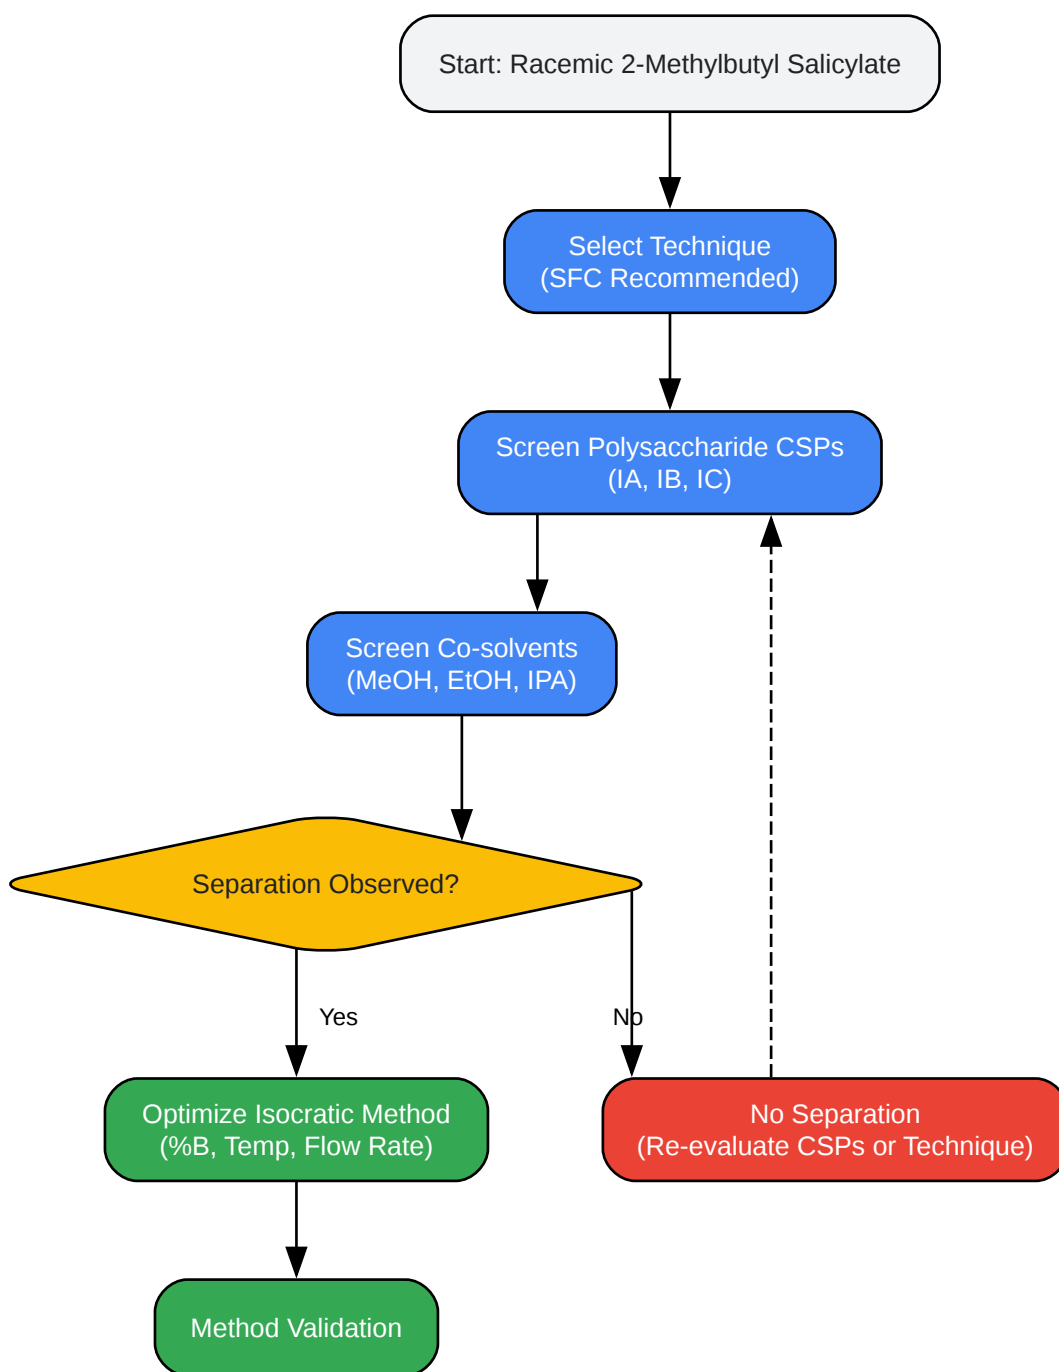 Start: Racemic 2-Methylbutyl Salicylate
Select Technique
(SFC Recommended)
Screen Polysaccharide CSPs
(IA, IB, IC)
Screen Co-solvents
(MeOH, EtOH, IPA)
Separation Observed?
Yes
No
Optimize Isocratic Method
(%B, Temp, Flow Rate)
No Separation
(Re-evaluate CSPs or Technique)
Method Validation